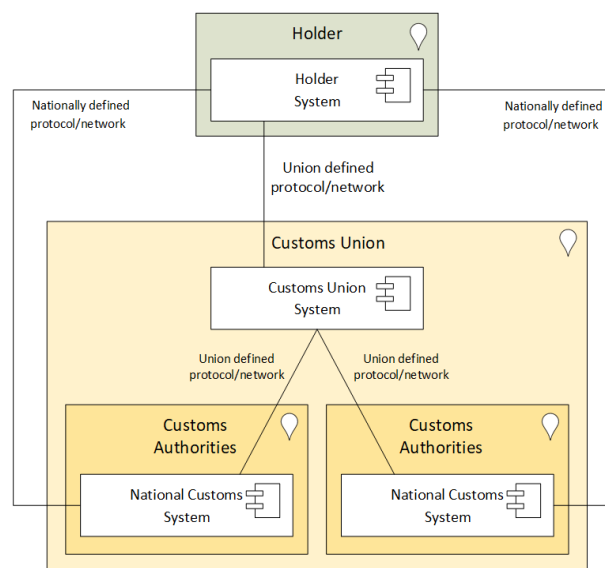 Holder
Holder
System
Nationally defined
protocol/network
Nationally defined
protocol/network
Union defined
protocol/network
Customs Union
Customs Union
System
Union defined
protocol/network
Union defined
protocol/network
Customs
Authorities
Customs
Authorities
National Customs
System
National Customs
System